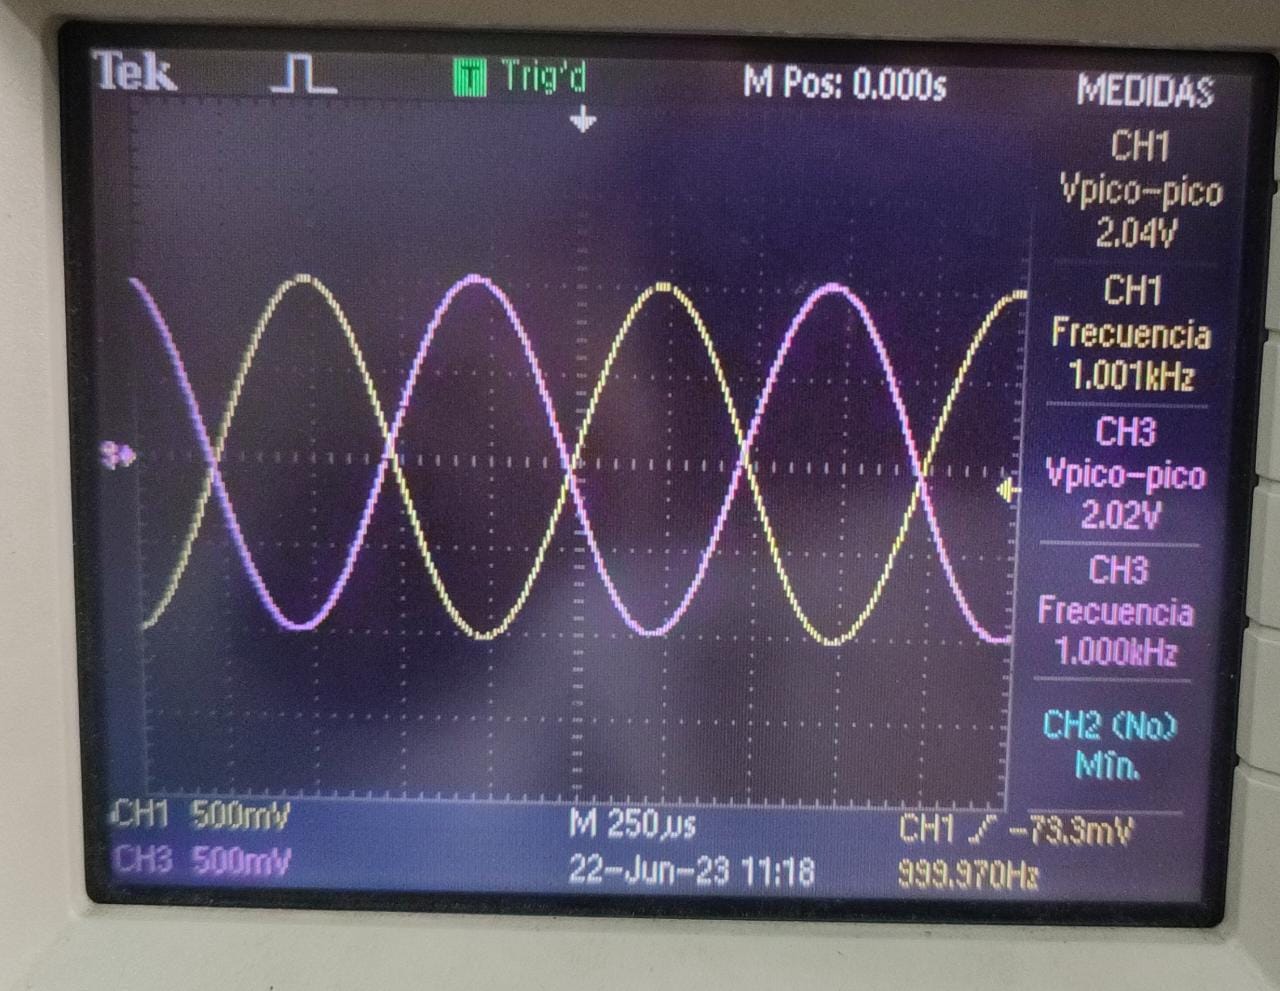 Tek
T Trig'd
M Pos: 0.000s
MEDIDAS
CH1
Vpico-pico
2.04V
CH1
Frecuencia
1.001kHz
CH3
Vpico-pico
2.02V
CH3
Frecuencia
1.000kHz
CH2 (No)
Mín.
3
CH1 500mV
M 250µs
CH1 -73.3mV
CH3 500mV
22-Jun-23 11:18
999.970Hz